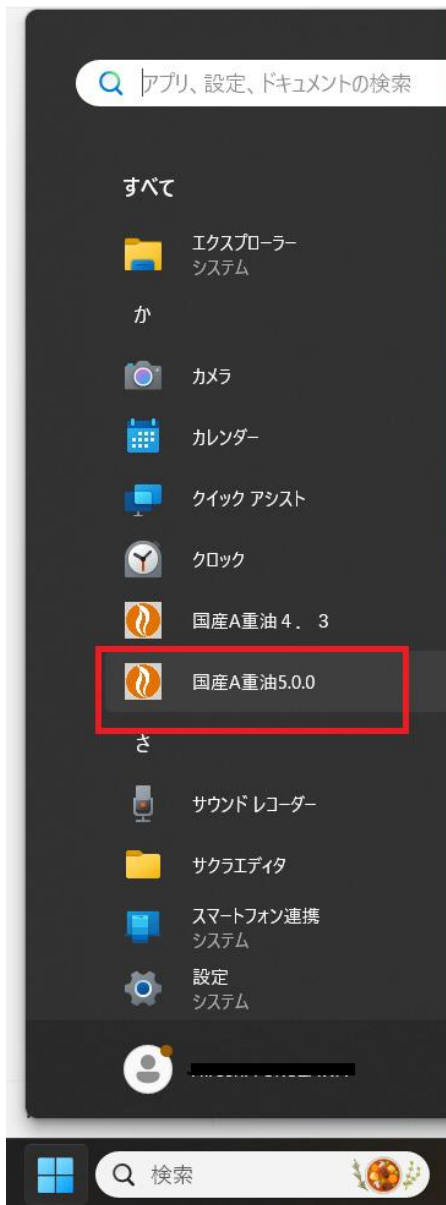 アプリ、設定、ドキュメントの検索
すべて
エクスプローラー
システム
か
カメラ
カレンダー
クイック アシスト
クロック
国産A重油４．３
国産A重油5.0.0
さ
サウンド レコーダー
サクラエディタ
スマートフォン連携
システム
設定
システム
検索